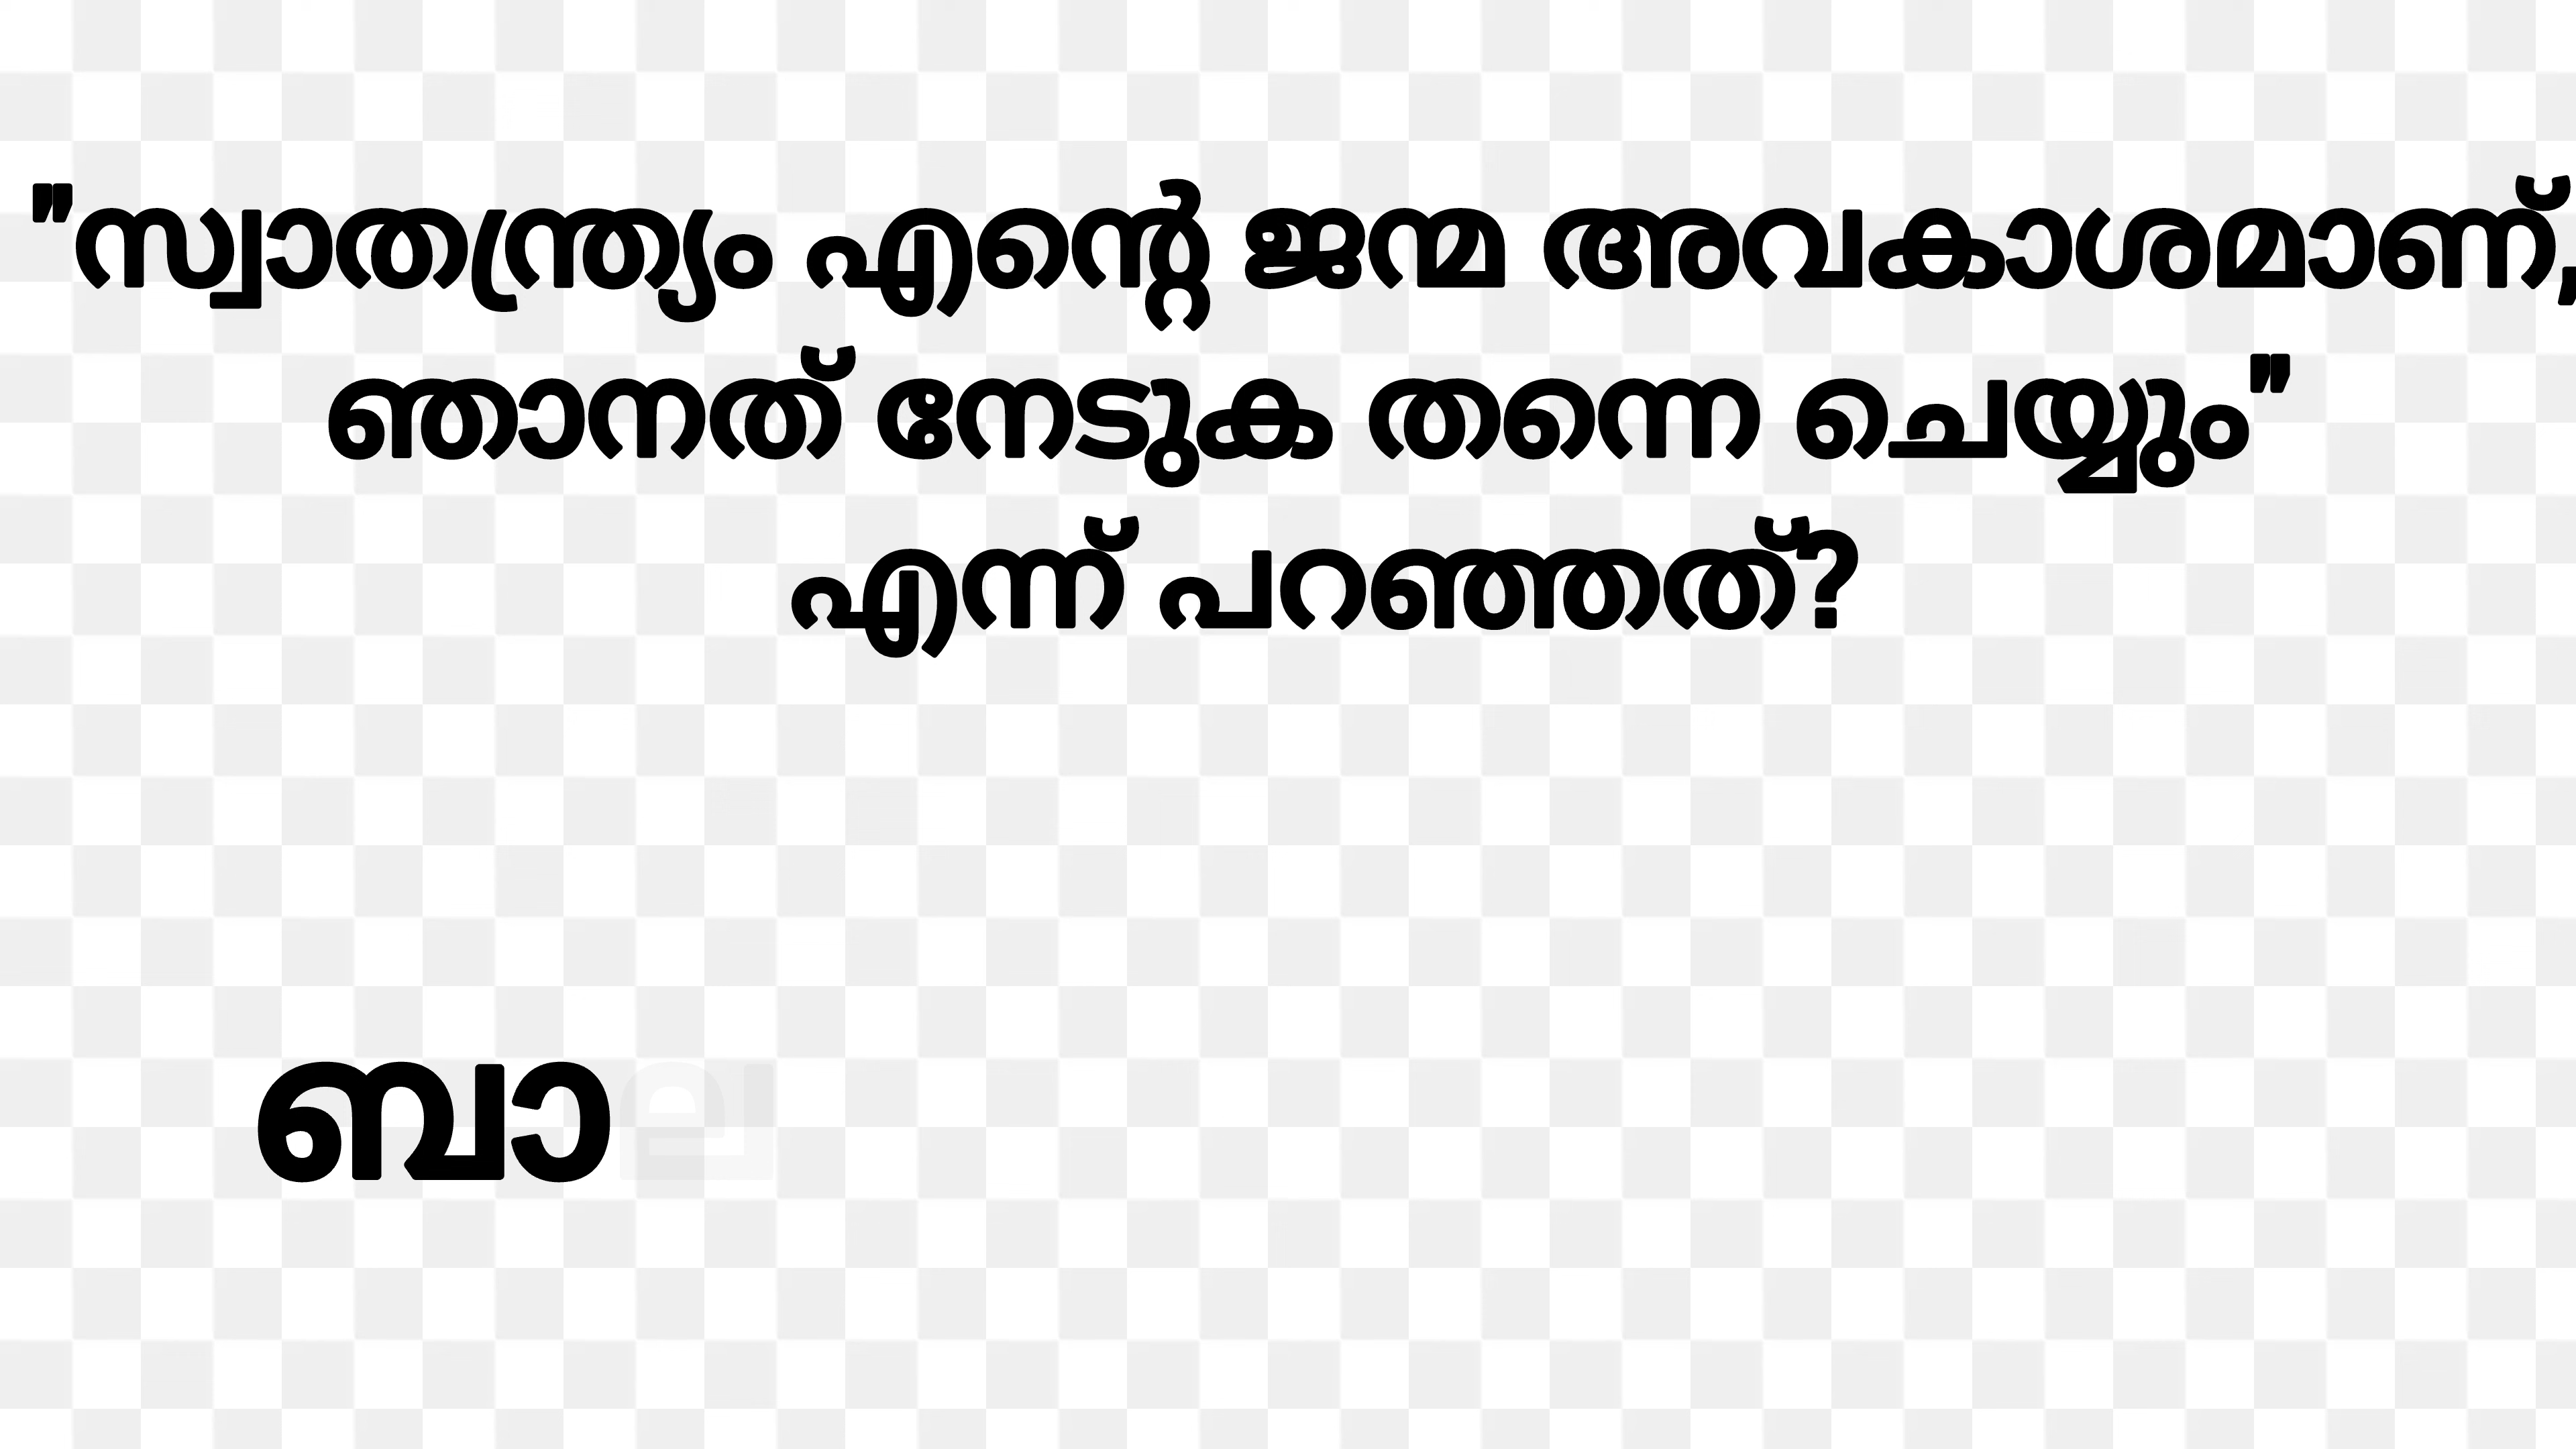 "സ്വാതന്ത്ര്യം എന്റെ ജന്മ അവകാശമാണ്,
ഞാനത് നേടുക തന്നെ ചെയ്യും"
എന്ന് പറഞ്ഞത്?
ബാല